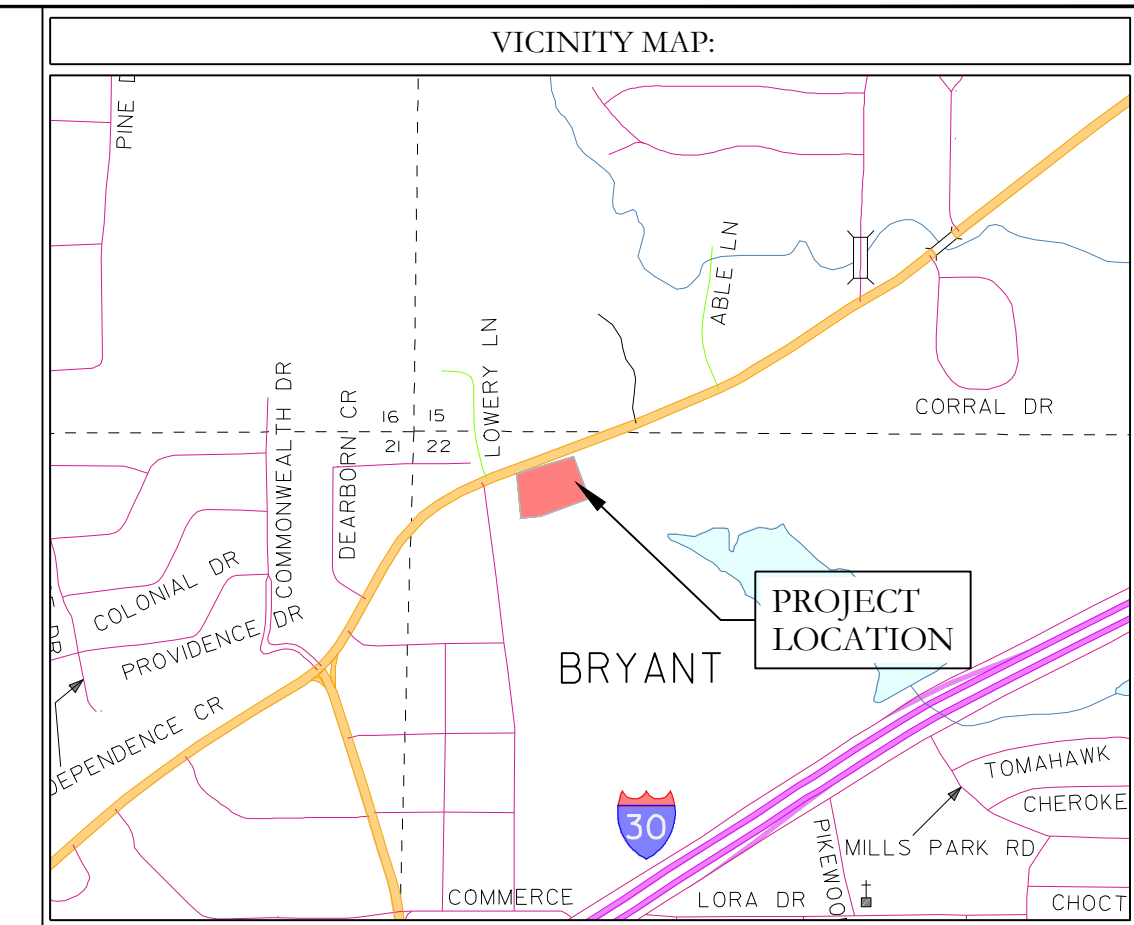 VICINITY MAP:
PINE
ABLE LN
LOWERY LN
COMMONWEALTH DR
DEARBORN CR
16 15
21 22
CORRAL DR
COLONIAL DR
PROVIDENCE DR
DR
DEPENDENCE CR
PROJECT
LOCATION
BRYANT
30
TOMAHAWK
CHEROKE
MILLS PARK RD
PIKEWOO
COMMERCE
LORA DR
CHOCT